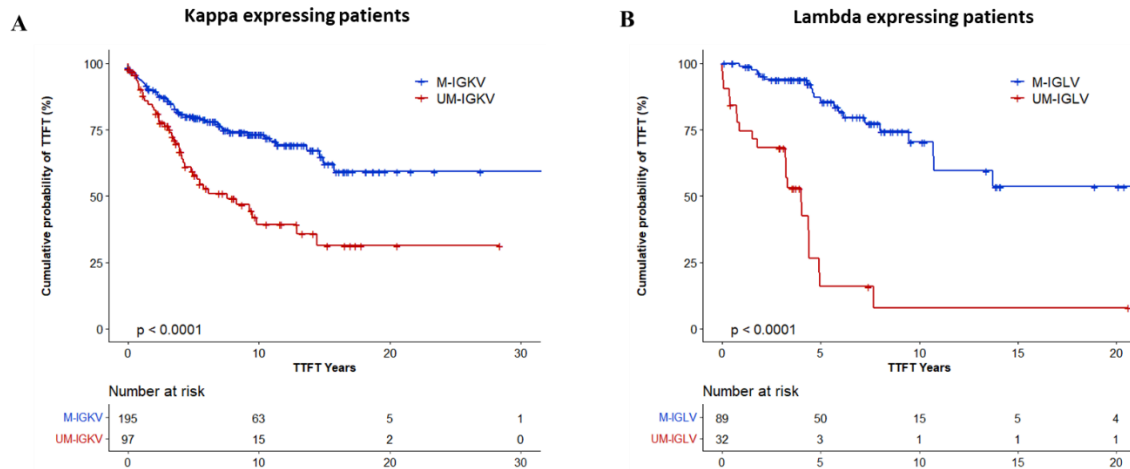 A
Kappa expressing patients
Cumulative probability of TTFT (%)
100
75
50
25
0
M-IGKV
UM-IGKV
p < 0.0001
0 10 20 30
TTFT Years
Number at risk
M-IGKV 195 63 5 1
UM-IGKV 97 15 2 0
0 10 20 30
B
Lambda expressing patients
Cumulative probability of TTFT (%)
100
75
50
25
0
M-IGLV
UM-IGLV
p < 0.0001
0 5 10 15 20
TTFT Years
Number at risk
M-IGLV 89 50 15 5 4
UM-IGLV 32 3 1 1 1
0 5 10 15 20